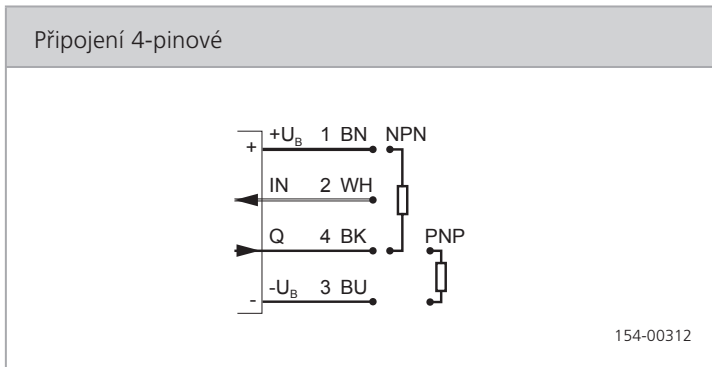 Připojení 4-pinové
+U_B 1 BN NPN
+
IN 2 WH
Q 4 BK PNP
-U_B 3 BU
-
154-00312